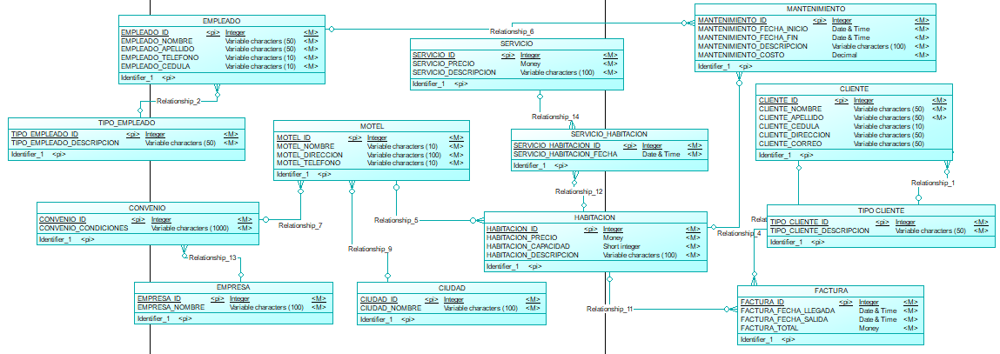 EMPLEADO
EMPLEADO_ID <pi> Integer <M>
EMPLEADO_NOMBRE Variable characters (50) <M>
EMPLEADO_APELLIDO Variable characters (50) <M>
EMPLEADO_TELEFONO Variable characters (10) <M>
EMPLEADO_CEDULA Variable characters (10) <M>
Identifier_1 <pi>
Relationship_6
MANTENIMIENTO
MANTENIMIENTO_ID <pi> Integer <M>
MANTENIMIENTO_FECHA_INICIO Date & Time <M>
MANTENIMIENTO_FECHA_FIN Date & Time <M>
MANTENIMIENTO_DESCRIPCION Variable characters (100) <M>
MANTENIMIENTO_COSTO Decimal <M>
Identifier_1 <pi>
SERVICIO
SERVICIO_ID <pi> Integer <M>
SERVICIO_PRECIO Money <M>
SERVICIO_DESCRIPCION Variable characters (100) <M>
Identifier_1 <pi>
Relationship_2
Relationship_14
CLIENTE
CLIENTE_ID <pi> Integer <M>
CLIENTE_NOMBRE Variable characters (50) <M>
CLIENTE_APELLIDO Variable characters (50) <M>
CLIENTE_CEDULA Variable characters (10) <M>
CLIENTE_DIRECCION Variable characters (50) <M>
CLIENTE_CORREO Variable characters (50) <M>
Identifier_1 <pi>
TIPO_EMPLEADO
TIPO_EMPLEADO_ID <pi> Integer <M>
TIPO_EMPLEADO_DESCRIPCION Variable characters (50) <M>
Identifier_1 <pi>
MOTEL
MOTEL_ID <pi> Integer <M>
MOTEL_NOMBRE Variable characters (10) <M>
MOTEL_DIRECCION Variable characters (100) <M>
MOTEL_TELEFONO Variable characters (10) <M>
Identifier_1 <pi>
SERVICIO_HABITACION
SERVICIO_HABITACION_ID <pi> Integer <M>
SERVICIO_HABITACION_FECHA Date & Time <M>
Identifier_1 <pi>
Relationship_12
Relationship_1
CONVENIO
CONVENIO_ID <pi> Integer <M>
CONVENIO_CONDICIONES Variable characters (1000) <M>
Identifier_1 <pi>
Relationship_7
Relationship_5
HABITACION
HABITACION_ID <pi> Integer <M>
HABITACION_PRECIO Money <M>
HABITACION_CAPACIDAD Short integer <M>
HABITACION_DESCRIPCION Variable characters (100) <M>
Identifier_1 <pi>
Relationship_4
Relat
TIPO CLIENTE
TIPO_CLIENTE_ID <pi> Integer <M>
TIPO_CLIENTE_DESCRIPCION Variable characters (50) <M>
Identifier_1 <pi>
Relationship_13
Relationship_9
EMPRESA
EMPRESA_ID <pi> Integer <M>
EMPRESA_NOMBRE Variable characters (100) <M>
Identifier_1 <pi>
CIUDAD
CIUDAD_ID <pi> Integer <M>
CIUDAD_NOMBRE Variable characters (100) <M>
Identifier_1 <pi>
Relationship_11
FACTURA
FACTURA_ID <pi> Integer <M>
FACTURA_FECHA_LLEGADA Date & Time <M>
FACTURA_FECHA_SALIDA Date & Time <M>
FACTURA_TOTAL Money <M>
Identifier_1 <pi>